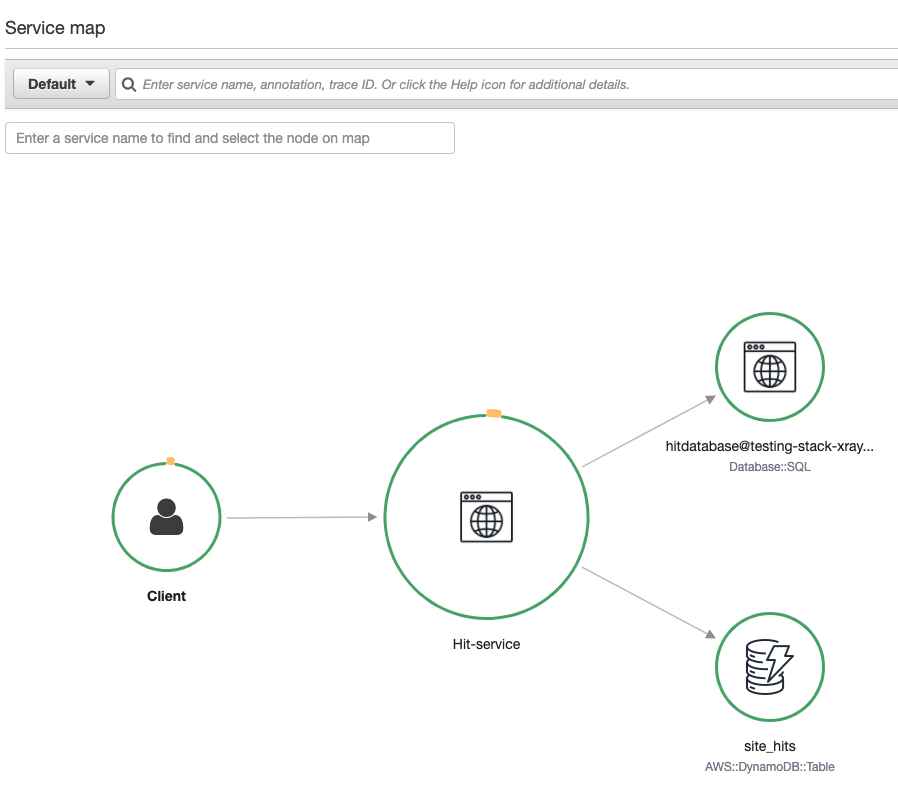 Service map
Default
Enter service name, annotation, trace ID. Or click the Help icon for additional details.
Enter a service name to find and select the node on map
hitdatabase@testing-stack-xray...
Database::SQL
Client
Hit-service
site_hits
AWS::DynamoDB::Table